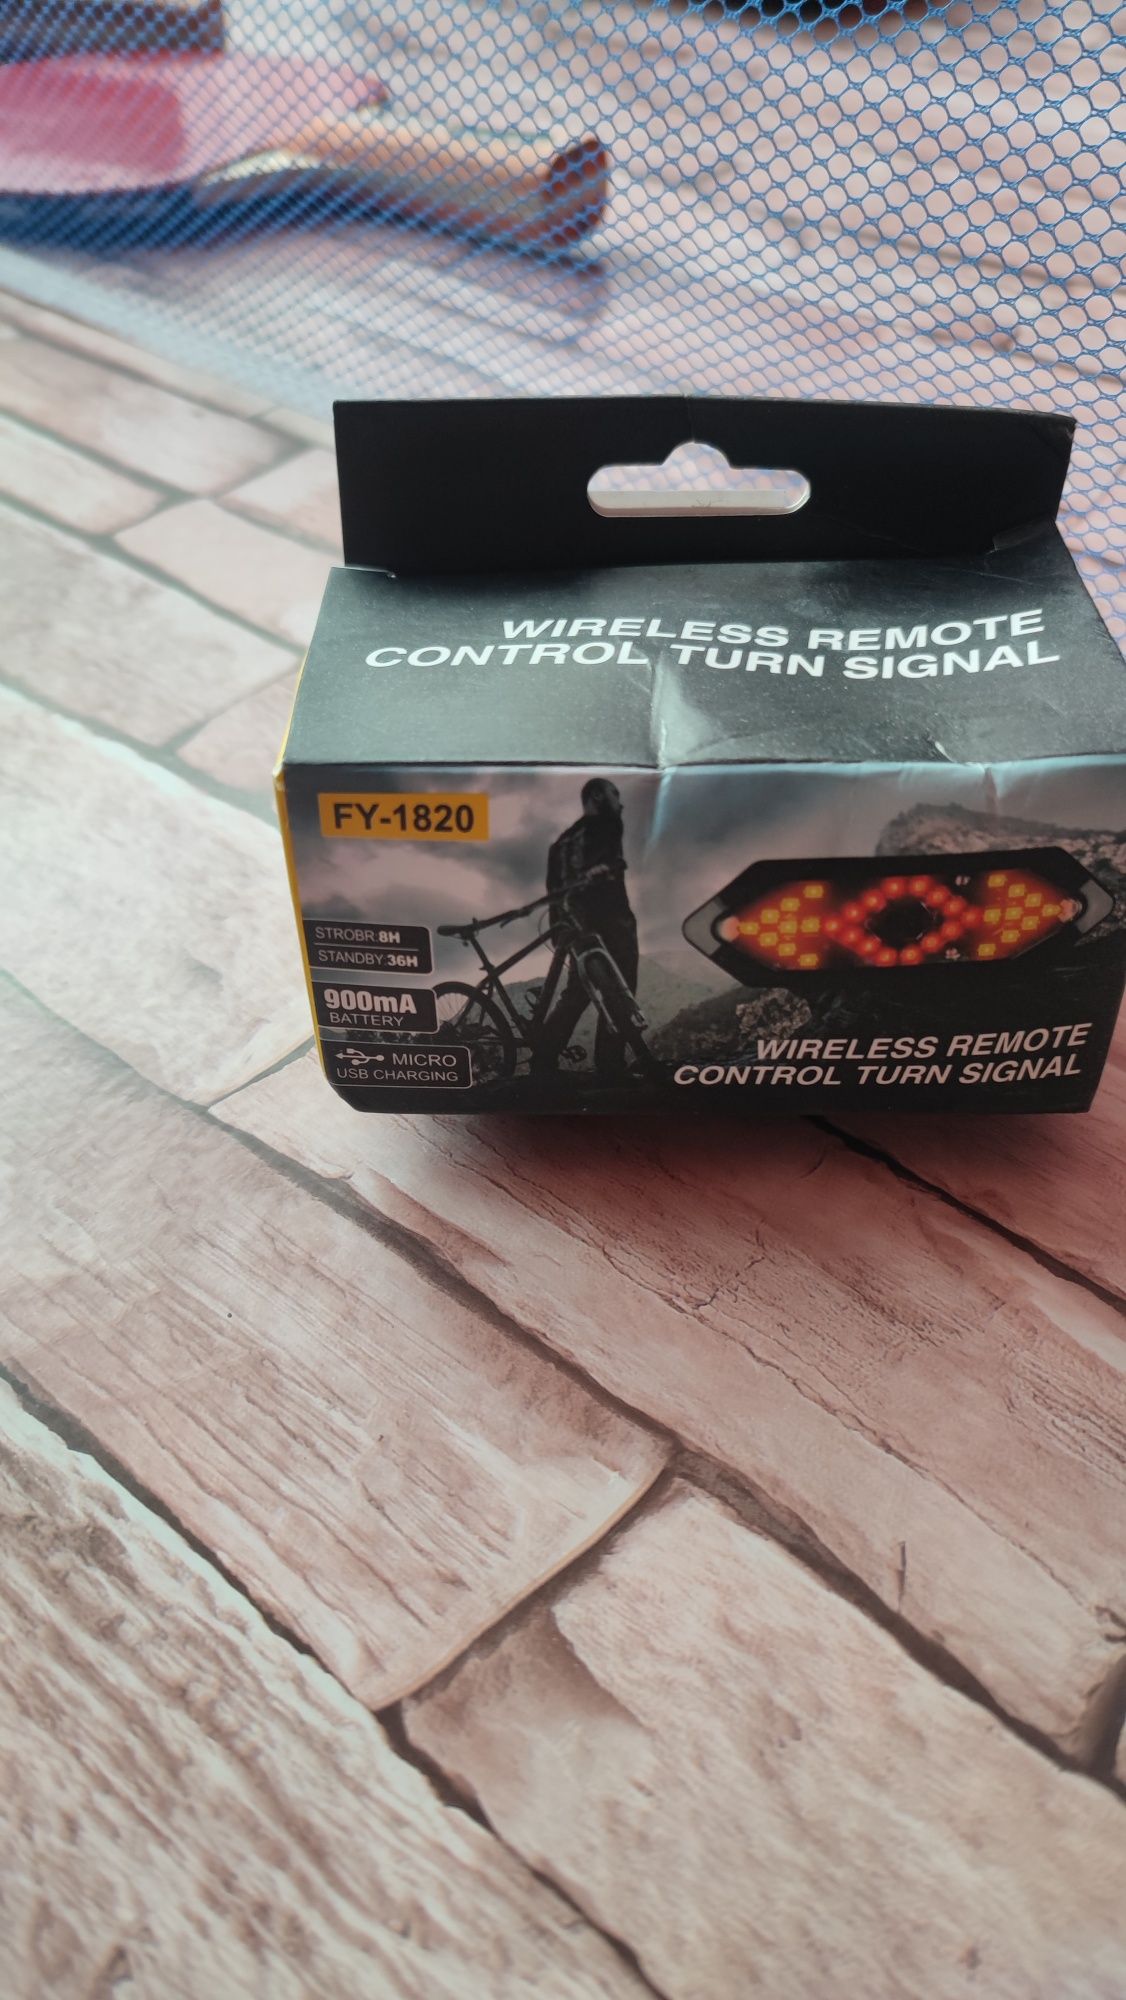 WIRELESS REMOTE
CONTROL TURN SIGNAL
FY-1820
STROBR:8H
STANDBY:36H
900mA
BATTERY
MICRO
USB CHARGING
WIRELESS REMOTE
CONTROL TURN SIGNAL